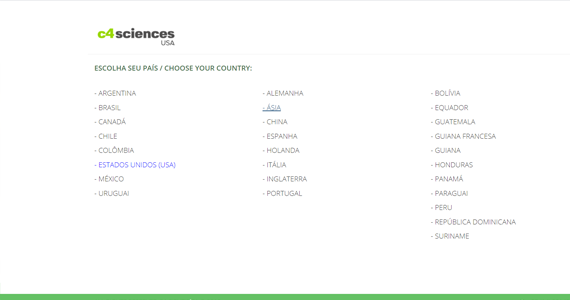 c4sciences
USA
ESCOLHA SEU PAÍS / CHOOSE YOUR COUNTRY:
- ARGENTINA
- BRASIL
- CANADÁ
- CHILE
- COLÔMBIA
- ESTADOS UNIDOS (USA)
- MÉXICO
- URUGUAI
- ALEMANHA
- ÁSIA
- CHINA
- ESPANHA
- HOLANDA
- ITÁLIA
- INGLATERRA
- PORTUGAL
- BOLÍVIA
- EQUADOR
- GUATEMALA
- GUIANA FRANCESA
- GUIANA
- HONDURAS
- PANAMÁ
- PARAGUAI
- PERU
- REPÚBLICA DOMINICANA
- SURINAME